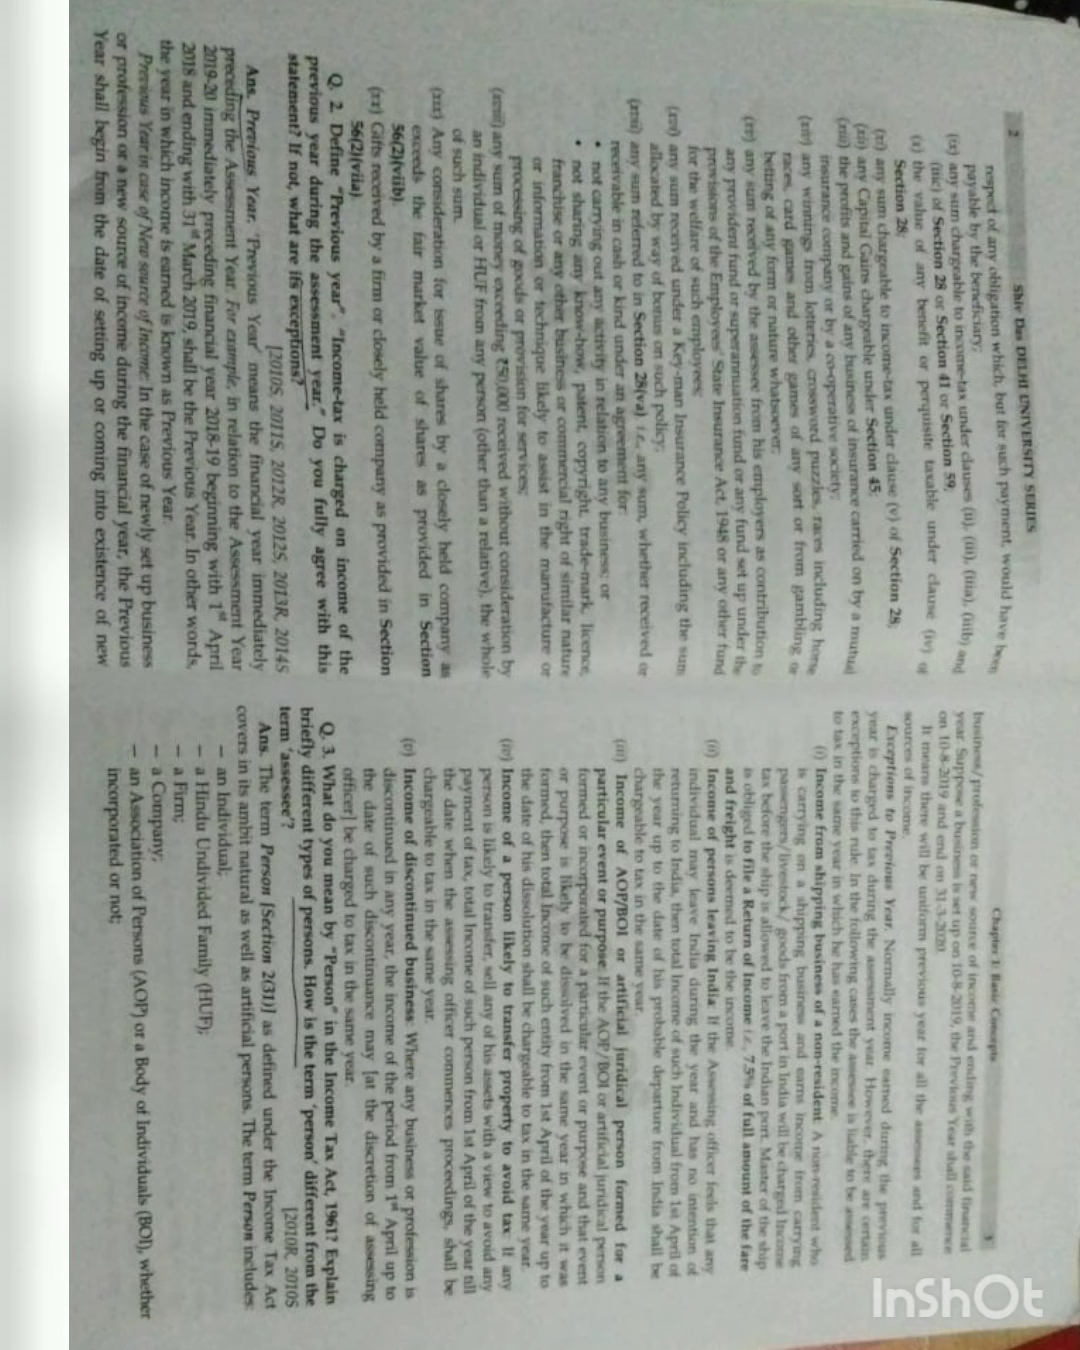 2
Shiv Das DELHI UNIVERSITY SERIES
respect of any obligation which, but for such payment, would have been
payable by the beneficiary;
(ix) any sum chargeable to income-tax under clauses (ii), (iii), (iiia), (iiib) and
(iiic) of Section 28 or Section 41 or Section 59;
(x) the value of any benefit or perquisite taxable under clause (iv) of
Section 28;
(xi) any sum chargeable to income-tax under clause (v) of Section 28;
(xii) any Capital Gains chargeable under Section 45;
(xiii) the profits and gains of any business of insurance carried on by a mutual
insurance company or by a co-operative society;
(xiv) any winnings from lotteries, crossword puzzles, races including horse
races, card games and other games of any sort or from gambling or
betting of any form or nature whatsoever;
(xv) any sum received by the assessee from his employers as contribution to
any provident fund or superannuation fund or any fund set up under the
provisions of the Employees' State Insurance Act, 1948 or any other fund
for the welfare of such employees;
(xvi) any sum received under a Key-man Insurance Policy including the sum
allocated by way of bonus on such policy;
(xvii) any sum referred to in Section 28(va) i.e., any sum, whether received or
receivable in cash or kind under an agreement for:
• not carrying out any activity in relation to any business; or
• not sharing any know-how, patent, copyright, trade-mark, licence,
franchise or any other business or commercial right of similar nature
or information or technique likely to assist in the manufacture or
processing of goods or provision for services;
(xviii) any sum of money exceeding ₹50,000 received without consideration by
an individual or HUF from any person (other than a relative), the whole
of such sum.
(xix) Any consideration for issue of shares by a closely held company as
exceeds the fair market value of shares as provided in Section
56(2)(viib).
(xx) Gifts received by a firm or closely held company as provided in Section
56(2)(viia)
Q. 2. Define "Previous year". "Income-tax is charged on income of the
previous year during the assessment year." Do you fully agree with this
statement? If not, what are its exceptions?
[2010S, 2011S, 2012R, 2012S, 2013R, 2014S
Ans. Previous Year. 'Previous Year' means the financial year immediately
preceding the Assessment Year. For example, in relation to the Assessment Year
2019-20 immediately preceding financial year 2018-19 beginning with 1st April
2018 and ending with 31st March 2019, shall be the Previous Year. In other words,
the year in which income is earned is known as Previous Year.
Previous Year in case of New source of Income: In the case of newly set up business
or profession or a new source of income during the financial year, the Previous
Year shall begin from the date of setting up or coming into existence of new
Chapter 1: Basic Concepts
3
business/profession or new source of income and ending with the said financial
year. Suppose a business is set up on 10-8-2019, the Previous Year shall commence
on 10-8-2019 and end on 31-3-2020.
It means there will be uniform previous year for all the assessees and for all
sources of income.
Exceptions to Previous Year. Normally income earned during the previous
year is charged to tax during the assessment year. However, there are certain
exceptions to this rule. In the following cases the assessee is liable to be assessed
to tax in the same year in which he has earned the income.
(i) Income from shipping business of a non-resident. A non-resident who
is carrying on a shipping business and earns income from carrying
passengers/livestock/goods from a port in India will be charged Income
tax before the ship is allowed to leave the Indian port. Master of the ship
is obliged to file a Return of Income i.e., 7.5% of full amount of the fare
and freight is deemed to be the income.
(ii) Income of persons leaving India. If the Assessing officer feels that any
individual may leave India during the year and has no intention of
returning to India, then total Income of such Individual from 1st April of
the year up to the date of his probable departure from India shall be
chargeable to tax in the same year.
(iii) Income of AOP/BOI or artificial juridical person formed for a
particular event or purpose: If the AOP/BOI or artificial juridical person
formed or incorporated for a particular event or purpose and that event
or purpose is likely to be dissolved in the same year in which it was
formed, then total Income of such entity from 1st April of the year up to
the date of his dissolution shall be chargeable to tax in the same year.
(iv) Income of a person likely to transfer property to avoid tax: If any
person is likely to transfer, sell any of his assets with a view to avoid any
payment of tax, total Income of such person from 1st April of the year till
the date when the assessing officer commences proceedings, shall be
chargeable to tax in the same year.
(v) Income of discontinued business: Where any business or profession is
discontinued in any year, the income of the period from 1st April up to
the date of such discontinuance may [at the discretion of assessing
officer] be charged to tax in the same year.
Q. 3. What do you mean by "Person" in the Income Tax Act, 1961? Explain
briefly different types of persons. How is the term 'person' different from the
term 'assessee'?
[2010R, 2010S
Ans. The term Person [Section 2(31)] as defined under the Income Tax Act
covers in its ambit natural as well as artificial persons. The term Person includes:
– an Individual;
– a Hindu Undivided Family (HUF);
– a Firm;
– a Company;
– an Association of Persons (AOP) or a Body of Individuals (BOI), whether
incorporated or not;
InShOt